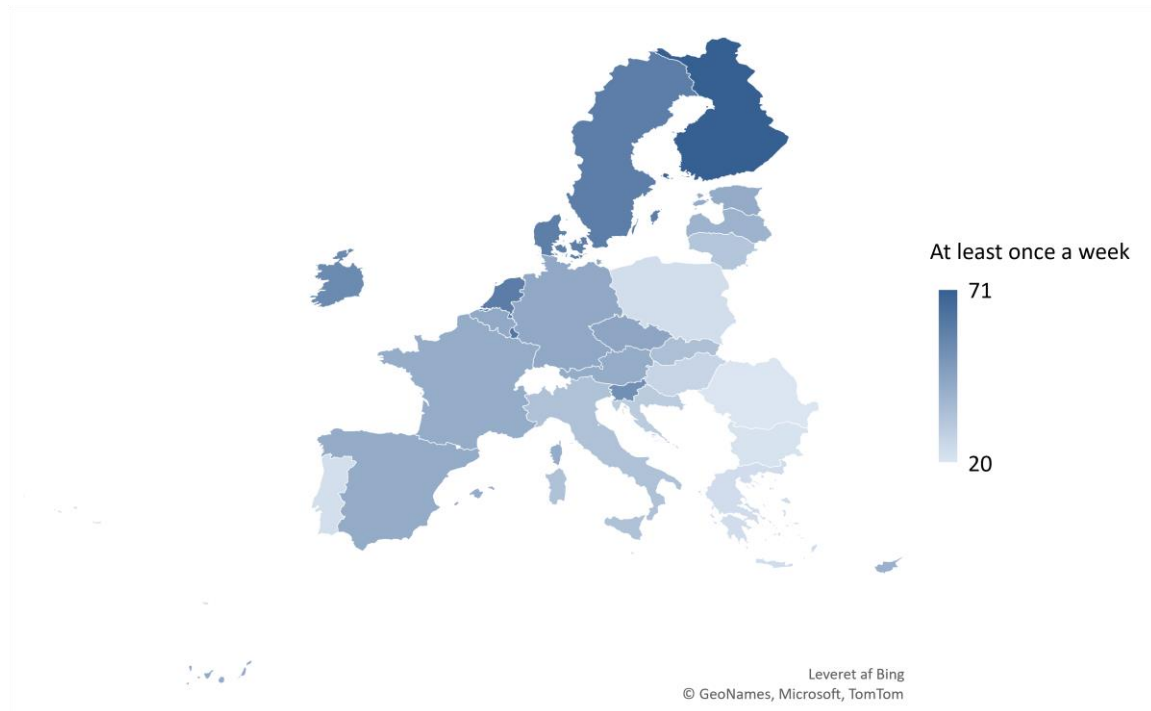 At least once a week
71
20
Leveret af Bing
© GeoNames, Microsoft, TomTom